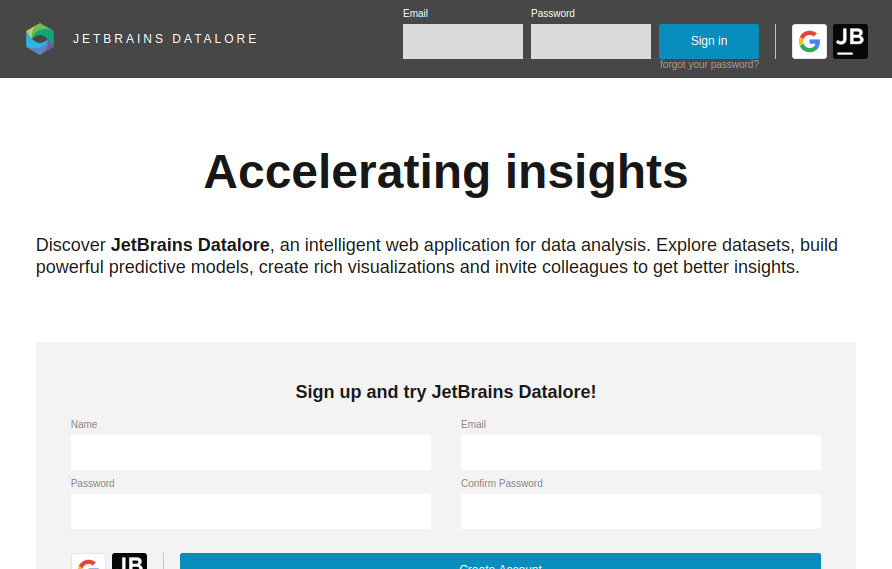 Email
Password
JETBRAINS DATALORE
Sign in
JB
forgot your password?
Accelerating insights
Discover JetBrains Datalore, an intelligent web application for data analysis. Explore datasets, build
powerful predictive models, create rich visualizations and invite colleagues to get better insights.
Sign up and try JetBrains Datalore!
Name
Email
Password
Confirm Password
JB
Create Account